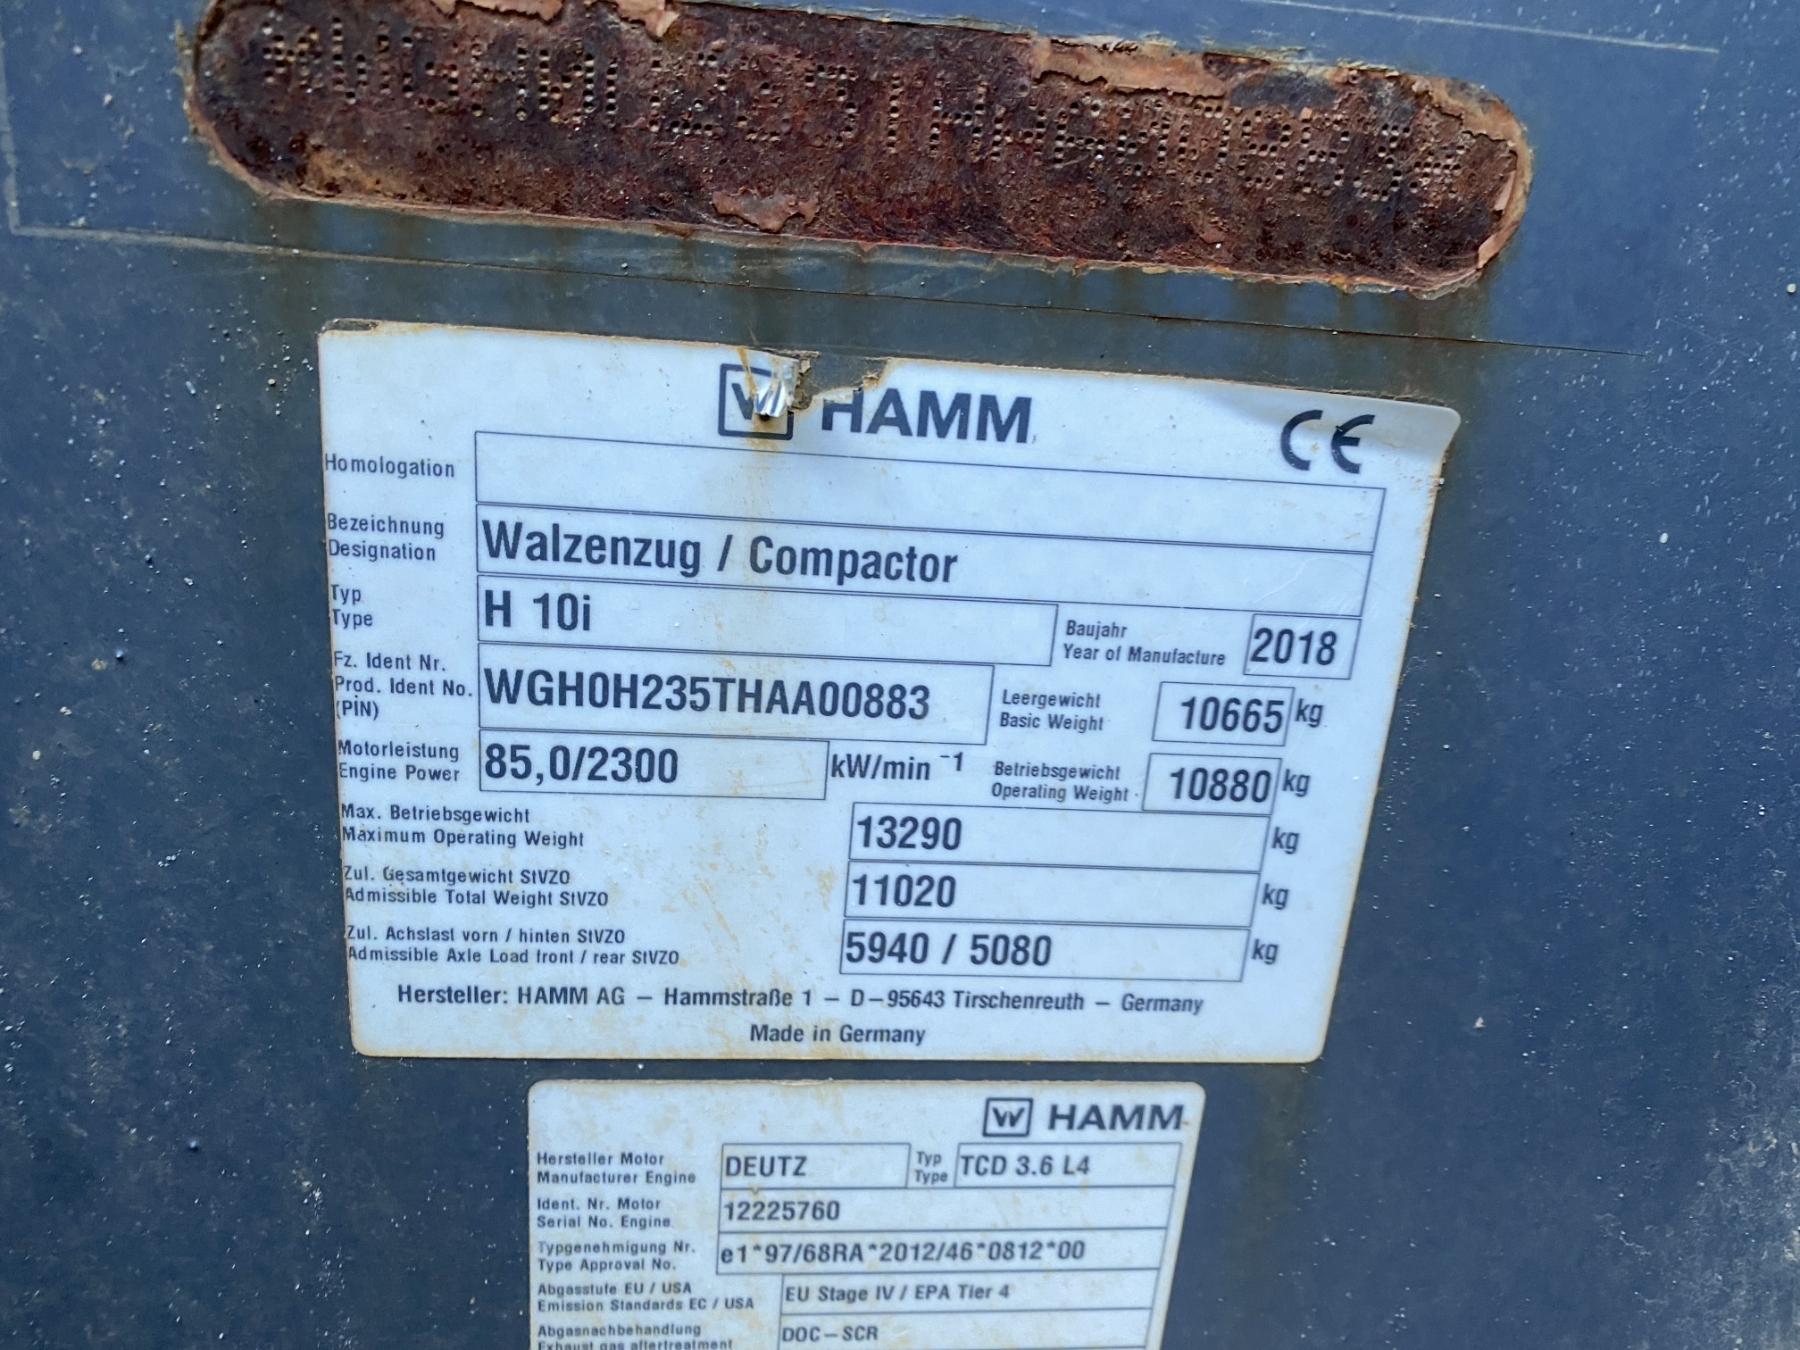 HAMM CE
Homologation
Bezeichnung
Designation
Walzenzug / Compactor
Typ
Type
H 10i
Baujahr
Year of Manufacture
2018
Fz. Ident Nr.
Prod. Ident No.
(PIN)
WGH0H235THAA00883
Leergewicht
Basic Weight
10665 kg
Motorleistung
Engine Power
85,0/2300 kW/min ⁻¹
Betriebsgewicht
Operating Weight
10880 kg
Max. Betriebsgewicht
Maximum Operating Weight
13290 kg
Zul. Gesamtgewicht StVZO
Admissible Total Weight StVZO
11020 kg
Zul. Achslast vorn / hinten StVZO
Admissible Axle Load front / rear StVZO
5940 / 5080 kg
Hersteller: HAMM AG – Hammstraße 1 – D–95643 Tirschenreuth – Germany
Made in Germany
HAMM
Hersteller Motor
Manufacturer Engine
DEUTZ
Typ
Type
TCD 3.6 L4
Ident. Nr. Motor
Serial No. Engine
12225760
Typgenehmigung Nr.
Type Approval No.
e1*97/68RA*2012/46*0812*00
Abgasstufe EU / USA
Emission Standards EC / USA
EU Stage IV / EPA Tier 4
Abgasnachbehandlung
Exhaust gas aftertreatment
DOC–SCR